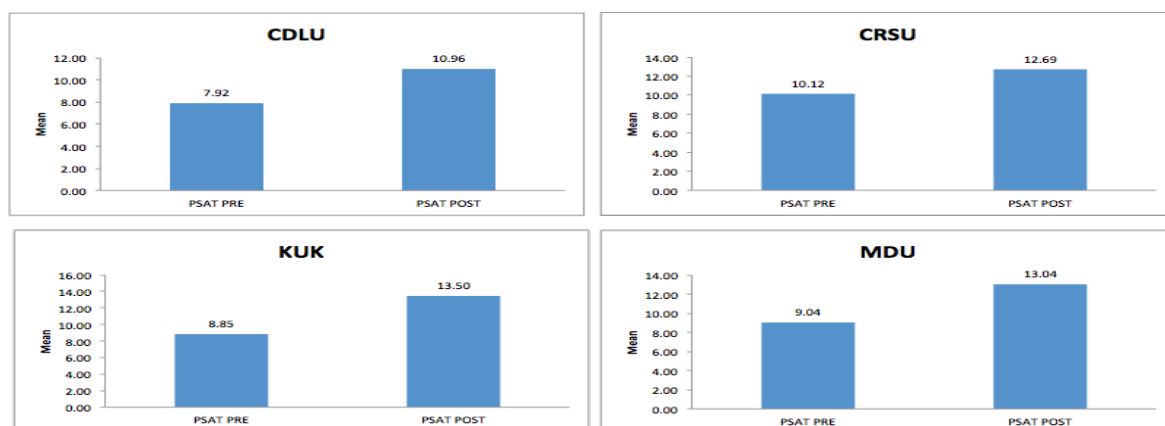 CDLU
12.00
10.00
8.00
6.00
4.00
2.00
0.00
Mean
7.92
10.96
PSAT PRE
PSAT POST
CRSU
14.00
12.00
10.00
8.00
6.00
4.00
2.00
0.00
Mean
10.12
12.69
PSAT PRE
PSAT POST
KUK
16.00
14.00
12.00
10.00
8.00
6.00
4.00
2.00
0.00
Mean
8.85
13.50
PSAT PRE
PSAT POST
MDU
14.00
12.00
10.00
8.00
6.00
4.00
2.00
0.00
Mean
9.04
13.04
PSAT PRE
PSAT POST